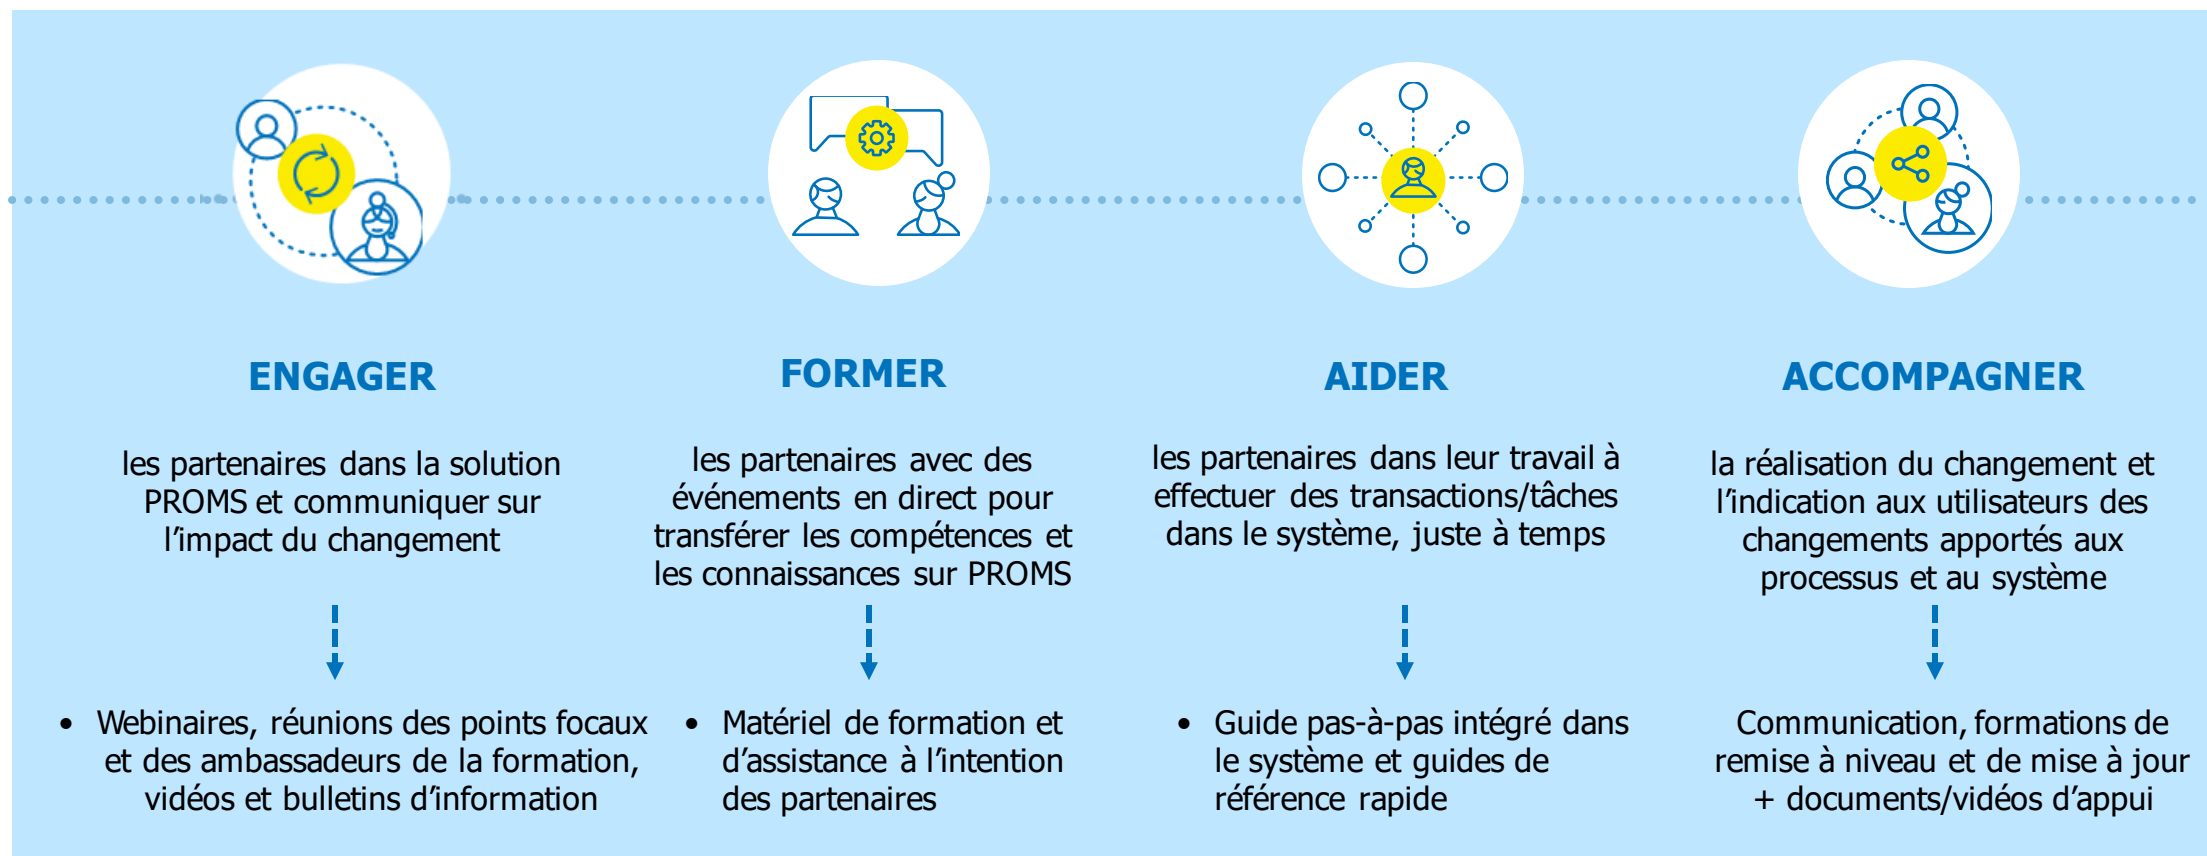 ENGAGER
les partenaires dans la solution
PROMS et communiquer sur
l’impact du changement
• Webinaires, réunions des points focaux
et des ambassadeurs de la formation,
vidéos et bulletins d’information
FORMER
les partenaires avec des
événements en direct pour
transférer les compétences et
les connaissances sur PROMS
• Matériel de formation et
d’assistance à l’intention
des partenaires
AIDER
les partenaires dans leur travail à
effectuer des transactions/tâches
dans le système, juste à temps
• Guide pas-à-pas intégré dans
le système et guides de
référence rapide
ACCOMPAGNER
la réalisation du changement et
l’indication aux utilisateurs des
changements apportés aux
processus et au système
Communication, formations de
remise à niveau et de mise à jour
+ documents/vidéos d’appui